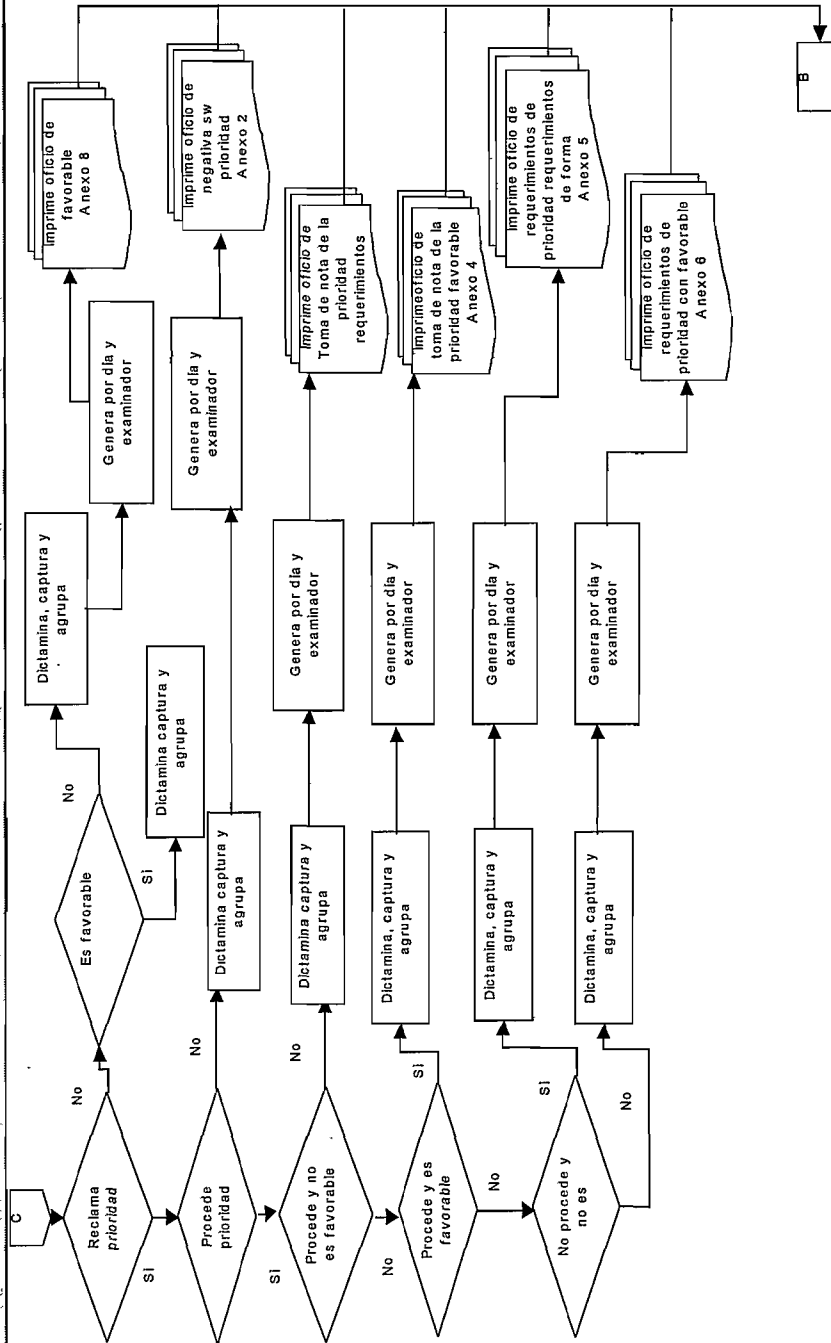 C
Reclama
prioridad
No
Sì
Es favorable
No
Sì
Dictamina, captura y
agrupa
Genera por día y
examinador
Imprime oficio de
favorable
Anexo 8
Dictamina captura y
agrupa
Procede
prioridad
No
Sì
Dictamina captura y
agrupa
Genera por día y
examinador
Imprime oficio de
negativa sw
prioridad
Anexo 2
Procede y no
es favorable
No
No
Dictamina captura y
agrupa
Genera por día y
examinador
Imprime oficio de
Toma de nota de la
prioridad
requerimientos
Procede y es
favorable
Sì
No
Dictamina, captura y
agrupa
Genera por día y
examinador
Imprimeoficio de
toma de nota de la
prioridad favorable
Anexo 4
No procede y
no es
Sì
No
Dictamina, captura y
agrupa
Genera por día y
examinador
Imprime oficio de
requerimientos de
prioridad requerimientos
de forma
Anexo 5
Dictamina, captura y
agrupa
Genera por día y
examinador
Imprime oficio de
requerimientos de
prioridad con favorable
Anexo 6
B